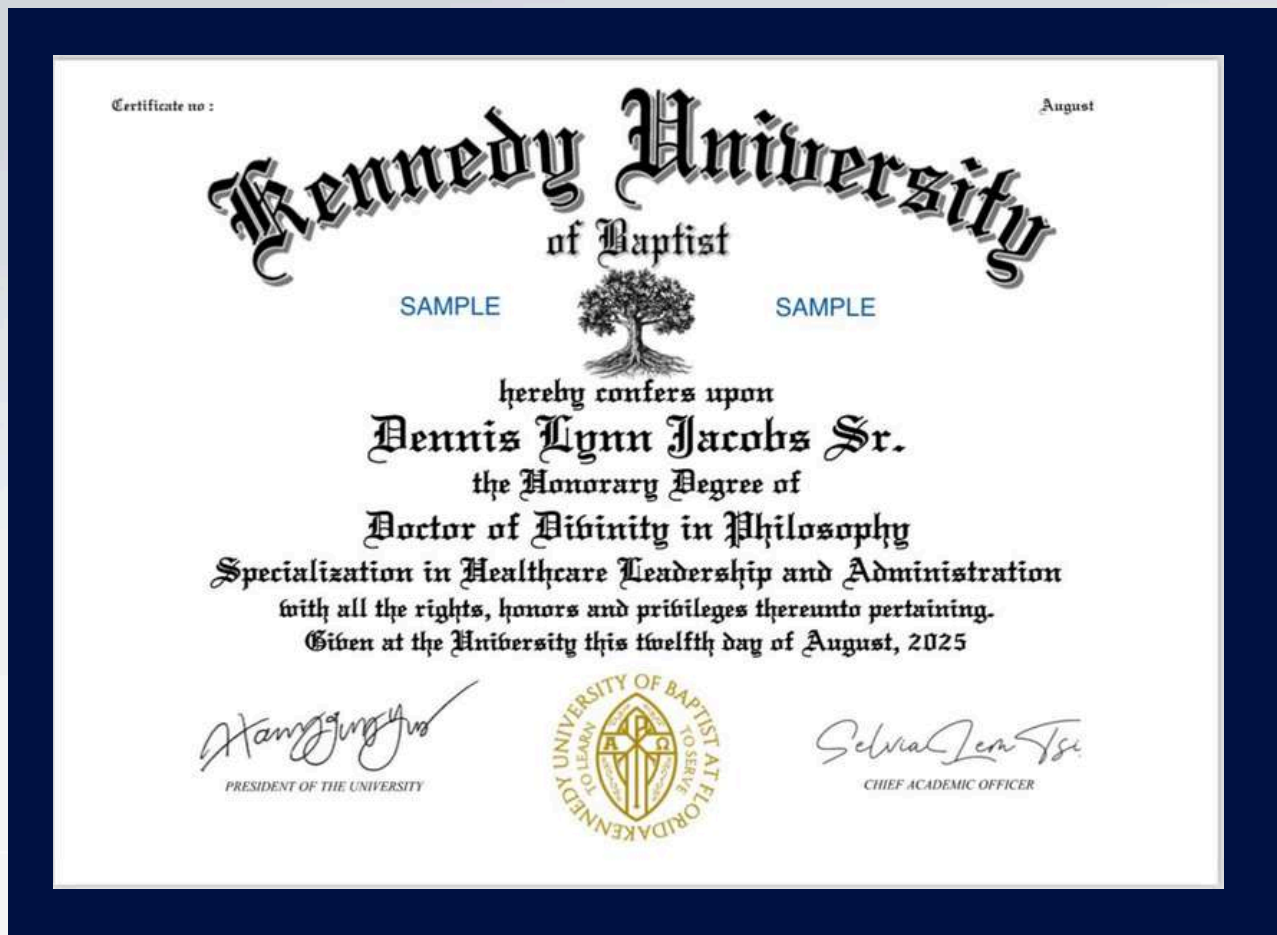 Certificate no :
August
Kennedy University
of Baptist
SAMPLE
SAMPLE
hereby confers upon
Dennis Lynn Jacobs Sr.
the Honorary Degree of
Doctor of Divinity in Philosophy
Specialization in Healthcare Leadership and Administration
with all the rights, honors and privileges thereunto pertaining.
Given at the University this twelfth day of August, 2025
Selvia Lem Tsi
PRESIDENT OF THE UNIVERSITY
CHIEF ACADEMIC OFFICER
KENNEDY UNIVERSITY OF BAPTIST AT FLORIDA
TO LEARN
TO SERVE
Α
Ω